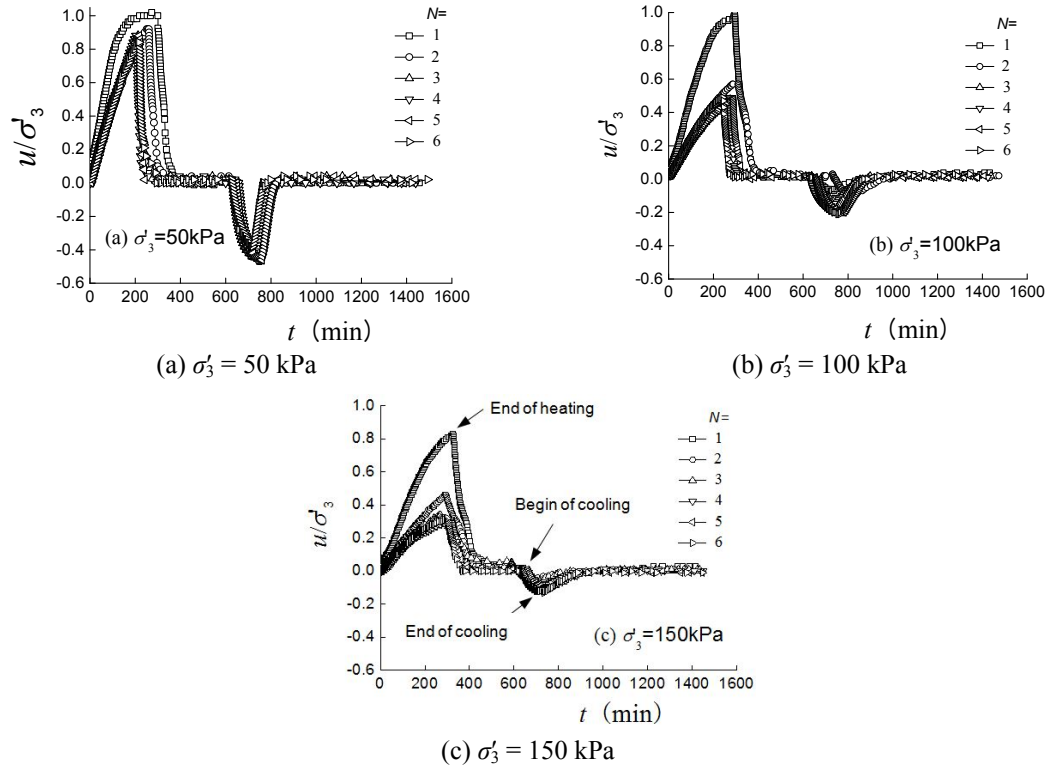 1.0
0.8
0.6
0.4
0.2
0.0
-0.2
-0.4
-0.6
u/σ'3
N=
1
2
3
4
5
6
(a) σ'3=50kPa
0 200 400 600 800 1000 1200 1400 1600
t (min)
(a) σ′3 = 50 kPa
1.0
0.8
0.6
0.4
0.2
0.0
-0.2
-0.4
-0.6
u/σ'3
N=
1
2
3
4
5
6
(b) σ'3=100kPa
0 200 400 600 800 1000 1200 1400 1600
t (min)
(b) σ′3 = 100 kPa
1.0
0.8
0.6
0.4
0.2
0.0
-0.2
-0.4
-0.6
u/σ'3
End of heating
N=
1
2
3
4
5
6
Begin of cooling
End of cooling
(c) σ'3=150kPa
0 200 400 600 800 1000 1200 1400 1600
t (min)
(c) σ′3 = 150 kPa